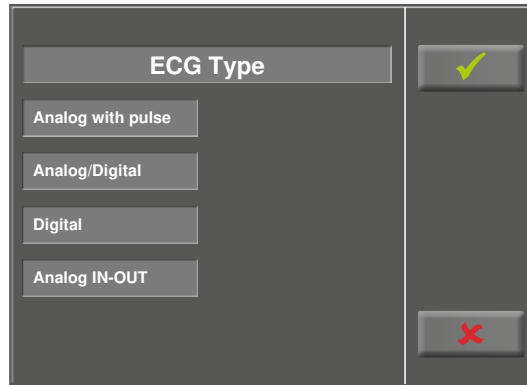 ECG Type
Analog with pulse
Analog/Digital
Digital
Analog IN-OUT